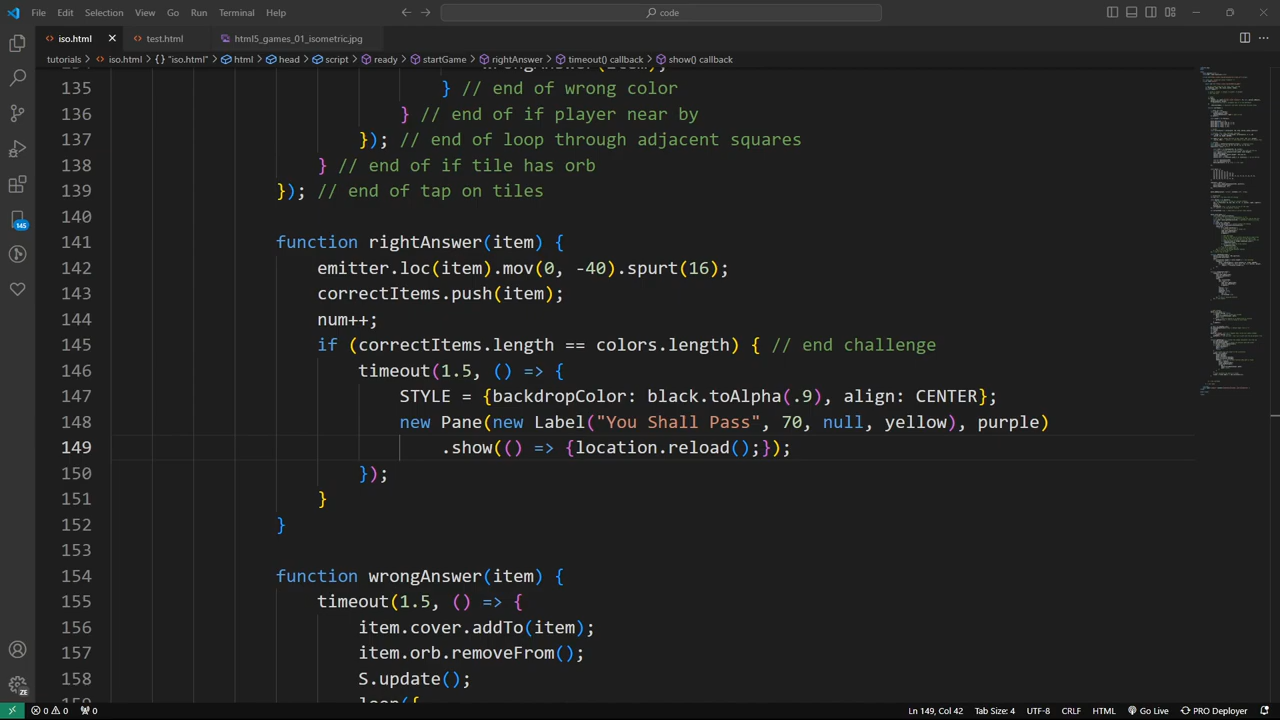 File Edit Selection View Go Run Terminal Help
code
iso.html
test.html
html5_games_01_isometric.jpg
tutorials > iso.html > {} "iso.html" > html > head > script > ready > startGame > rightAnswer > timeout() callback > show() callback
135 } // end of wrong color
136 } // end of if player near by
137 }); // end of loop through adjacent squares
138 } // end of if tile has orb
139 }); // end of tap on tiles
140
141 function rightAnswer(item) {
142 emitter.loc(item).mov(0, -40).spurt(16);
143 correctItems.push(item);
144 num++;
145 if (correctItems.length == colors.length) { // end challenge
146 timeout(1.5, () => {
147 STYLE = {backdropColor: black.toAlpha(.9), align: CENTER};
148 new Pane(new Label("You Shall Pass", 70, null, yellow), purple)
149 .show(() => {location.reload();});
150 });
151 }
152 }
153
154 function wrongAnswer(item) {
155 timeout(1.5, () => {
156 item.cover.addTo(item);
157 item.orb.removeFrom();
158 S.update();
145
ZE
0 0 0
Ln 149, Col 42 Tab Size: 4 UTF-8 CRLF HTML Go Live PRO Deployer